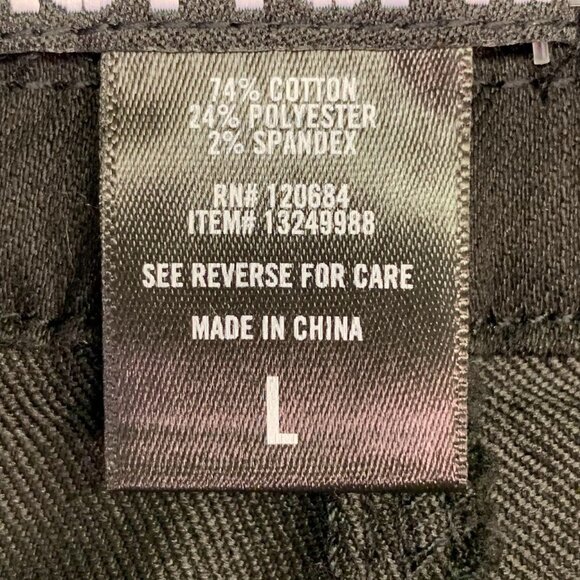 74% COTTON
24% POLYESTER
2% SPANDEX
RN# 120684
ITEM# 13249988
SEE REVERSE FOR CARE
MADE IN CHINA
L